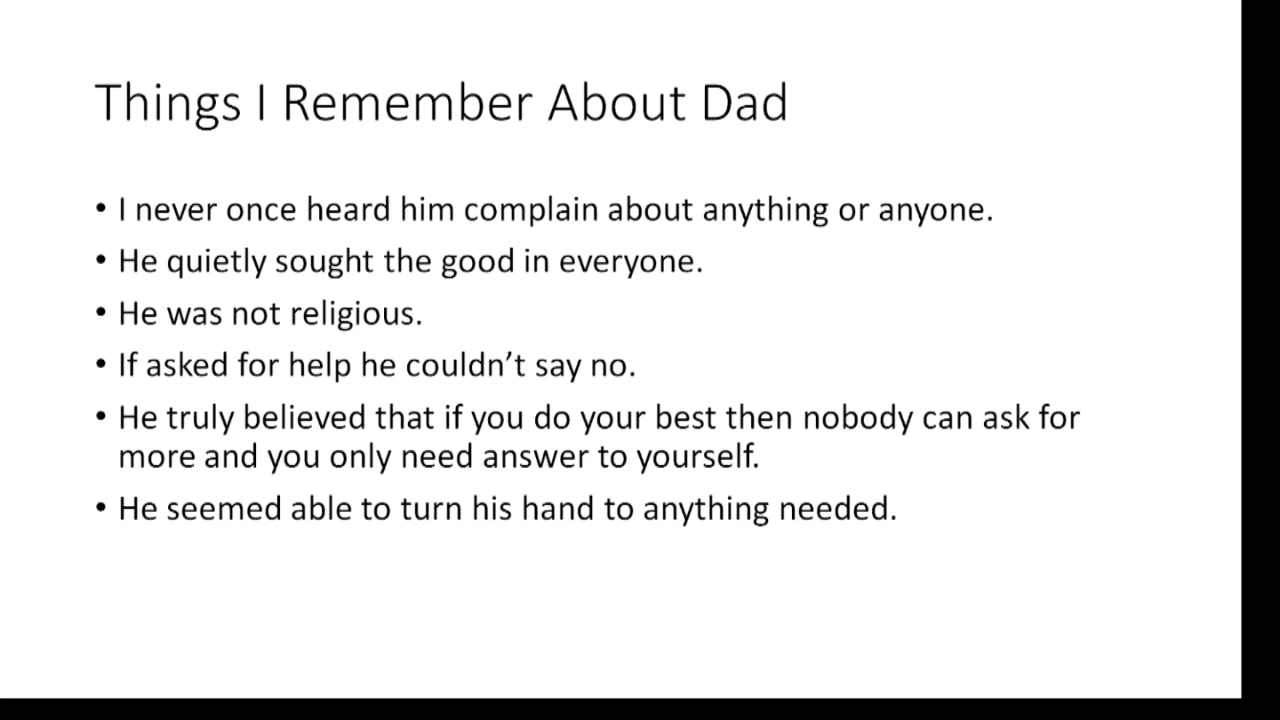 Things I Remember About Dad
• I never once heard him complain about anything or anyone.
• He quietly sought the good in everyone.
• He was not religious.
• If asked for help he couldn’t say no.
• He truly believed that if you do your best then nobody can ask for
more and you only need answer to yourself.
• He seemed able to turn his hand to anything needed.